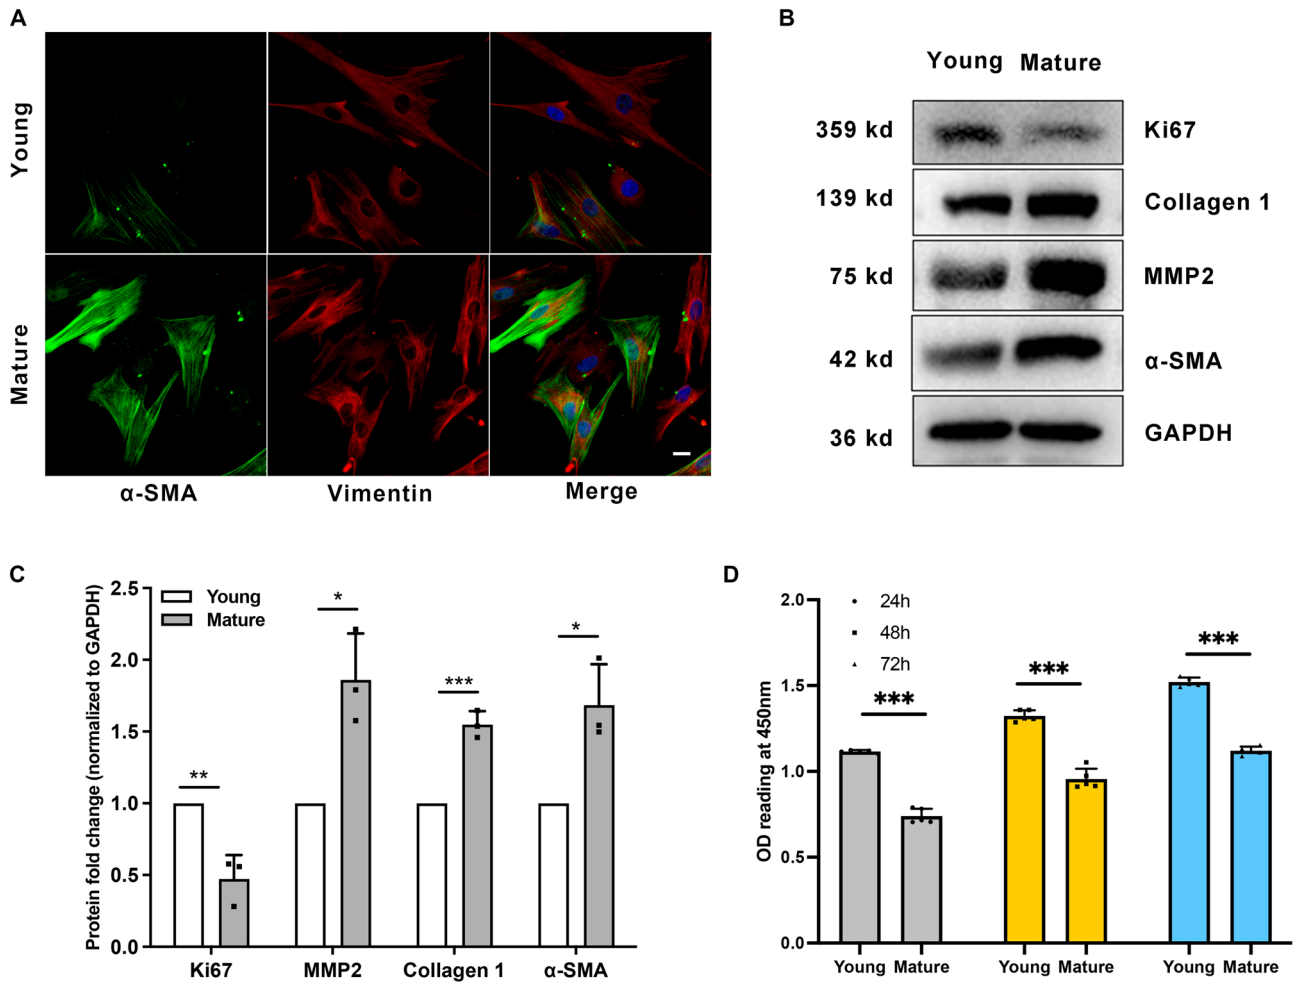 A
Young
Mature
α-SMA Vimentin Merge
B
Young Mature
359 kd Ki67
139 kd Collagen 1
75 kd MMP2
42 kd α-SMA
36 kd GAPDH
C
Protein fold change (normalized to GAPDH)
2.5
2.0
1.5
1.0
0.5
0.0
Young
Mature
** * *** *
Ki67 MMP2 Collagen 1 α-SMA
D
OD reading at 450nm
2.0
1.5
1.0
0.5
0.0
24h
48h
72h
*** *** ***
Young Mature Young Mature Young Mature